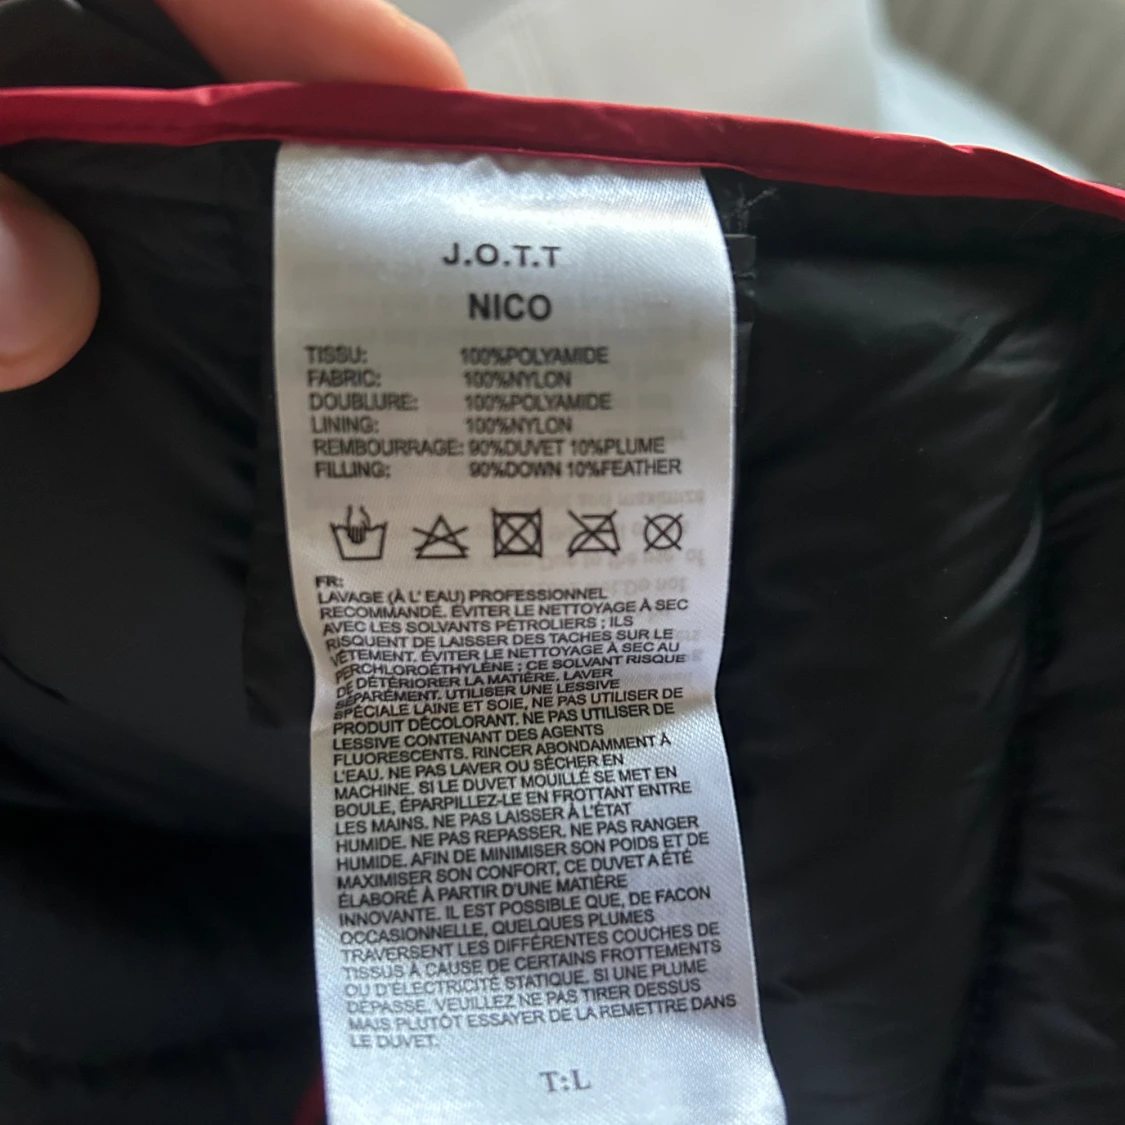 J.O.T.T
NICO
TISSU: 100%POLYAMIDE
FABRIC: 100%NYLON
DOUBLURE: 100%POLYAMIDE
LINING: 100%NYLON
REMBOURRAGE: 90%DUVET 10%PLUME
FILLING: 90%DOWN 10%FEATHER
FR:
LAVAGE (À L' EAU) PROFESSIONNEL
RECOMMANDÉ. ÉVITER LE NETTOYAGE À SEC
AVEC LES SOLVANTS PÉTROLIERS ; ILS
RISQUENT DE LAISSER DES TACHES SUR LE
VÊTEMENT. ÉVITER LE NETTOYAGE À SEC AU
PERCHLOROÉTHYLÈNE ; CE SOLVANT RISQUE
DE DÉTÉRIORER LA MATIÈRE. LAVER
SÉPARÉMENT. UTILISER UNE LESSIVE
SPÉCIALE LAINE ET SOIE, NE PAS UTILISER DE
PRODUIT DÉCOLORANT. NE PAS UTILISER DE
LESSIVE CONTENANT DES AGENTS
FLUORESCENTS. RINCER ABONDAMMENT À
L'EAU. NE PAS LAVER OU SÉCHER EN
MACHINE. SI LE DUVET MOUILLÉ SE MET EN
BOULE, ÉPARPILLEZ-LE EN FROTTANT ENTRE
LES MAINS. NE PAS LAISSER À L'ÉTAT
HUMIDE. NE PAS REPASSER. NE PAS RANGER
HUMIDE. AFIN DE MINIMISER SON POIDS ET DE
MAXIMISER SON CONFORT, CE DUVET A ÉTÉ
ÉLABORÉ À PARTIR D'UNE MATIÈRE
INNOVANTE. IL EST POSSIBLE QUE, DE FACON
OCCASIONNELLE, QUELQUES PLUMES
TRAVERSENT LES DIFFÉRENTES COUCHES DE
TISSUS À CAUSE DE CERTAINS FROTTEMENTS
OU D'ÉLECTRICITÉ STATIQUE. SI UNE PLUME
DÉPASSE, VEUILLEZ NE PAS TIRER DESSUS
MAIS PLUTÔT ESSAYER DE LA REMETTRE DANS
LE DUVET.
T:L